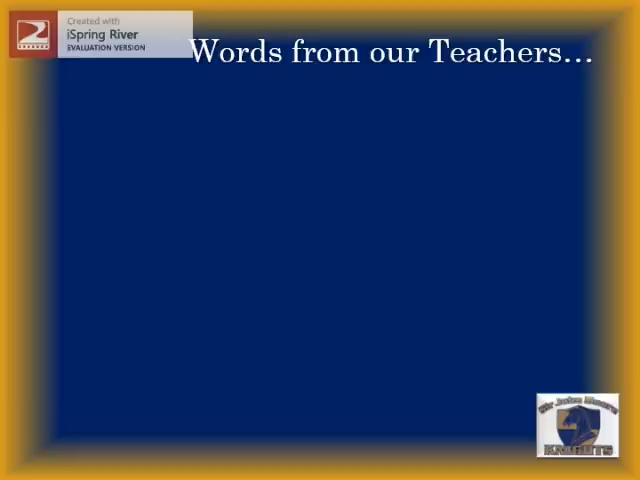 Created with
iSpring River
EVALUATION VERSION
Words from our Teachers…
KNIGHTS